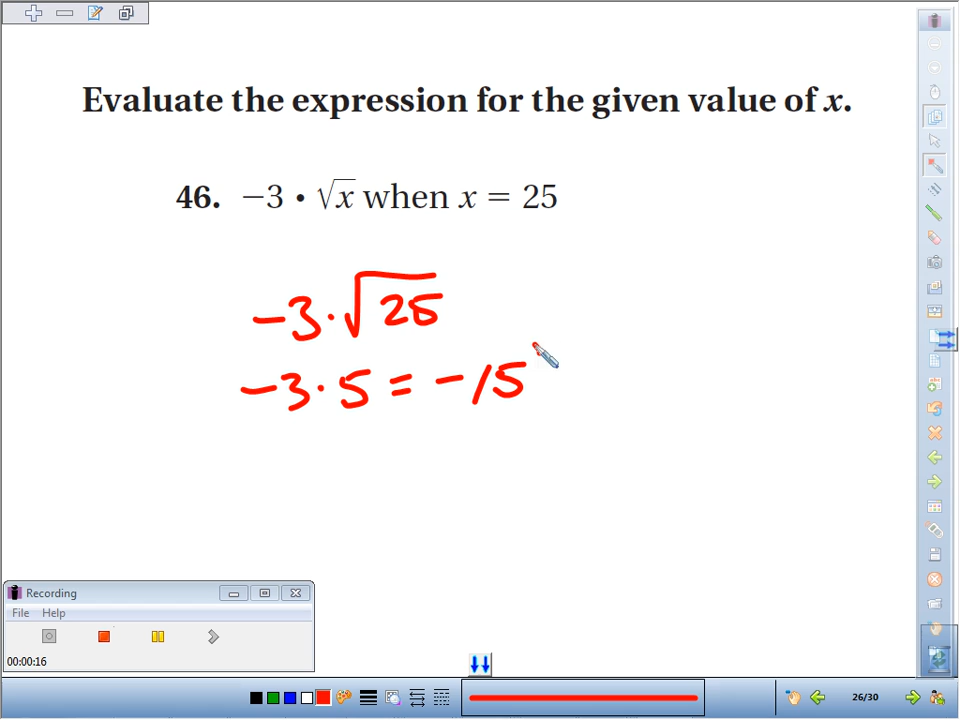 Evaluate the expression for the given value of x.
46. −3 • √x when x = 25
−3 · √25
−3 · 5 = −15
Recording
File Help
00:00:16
26/30